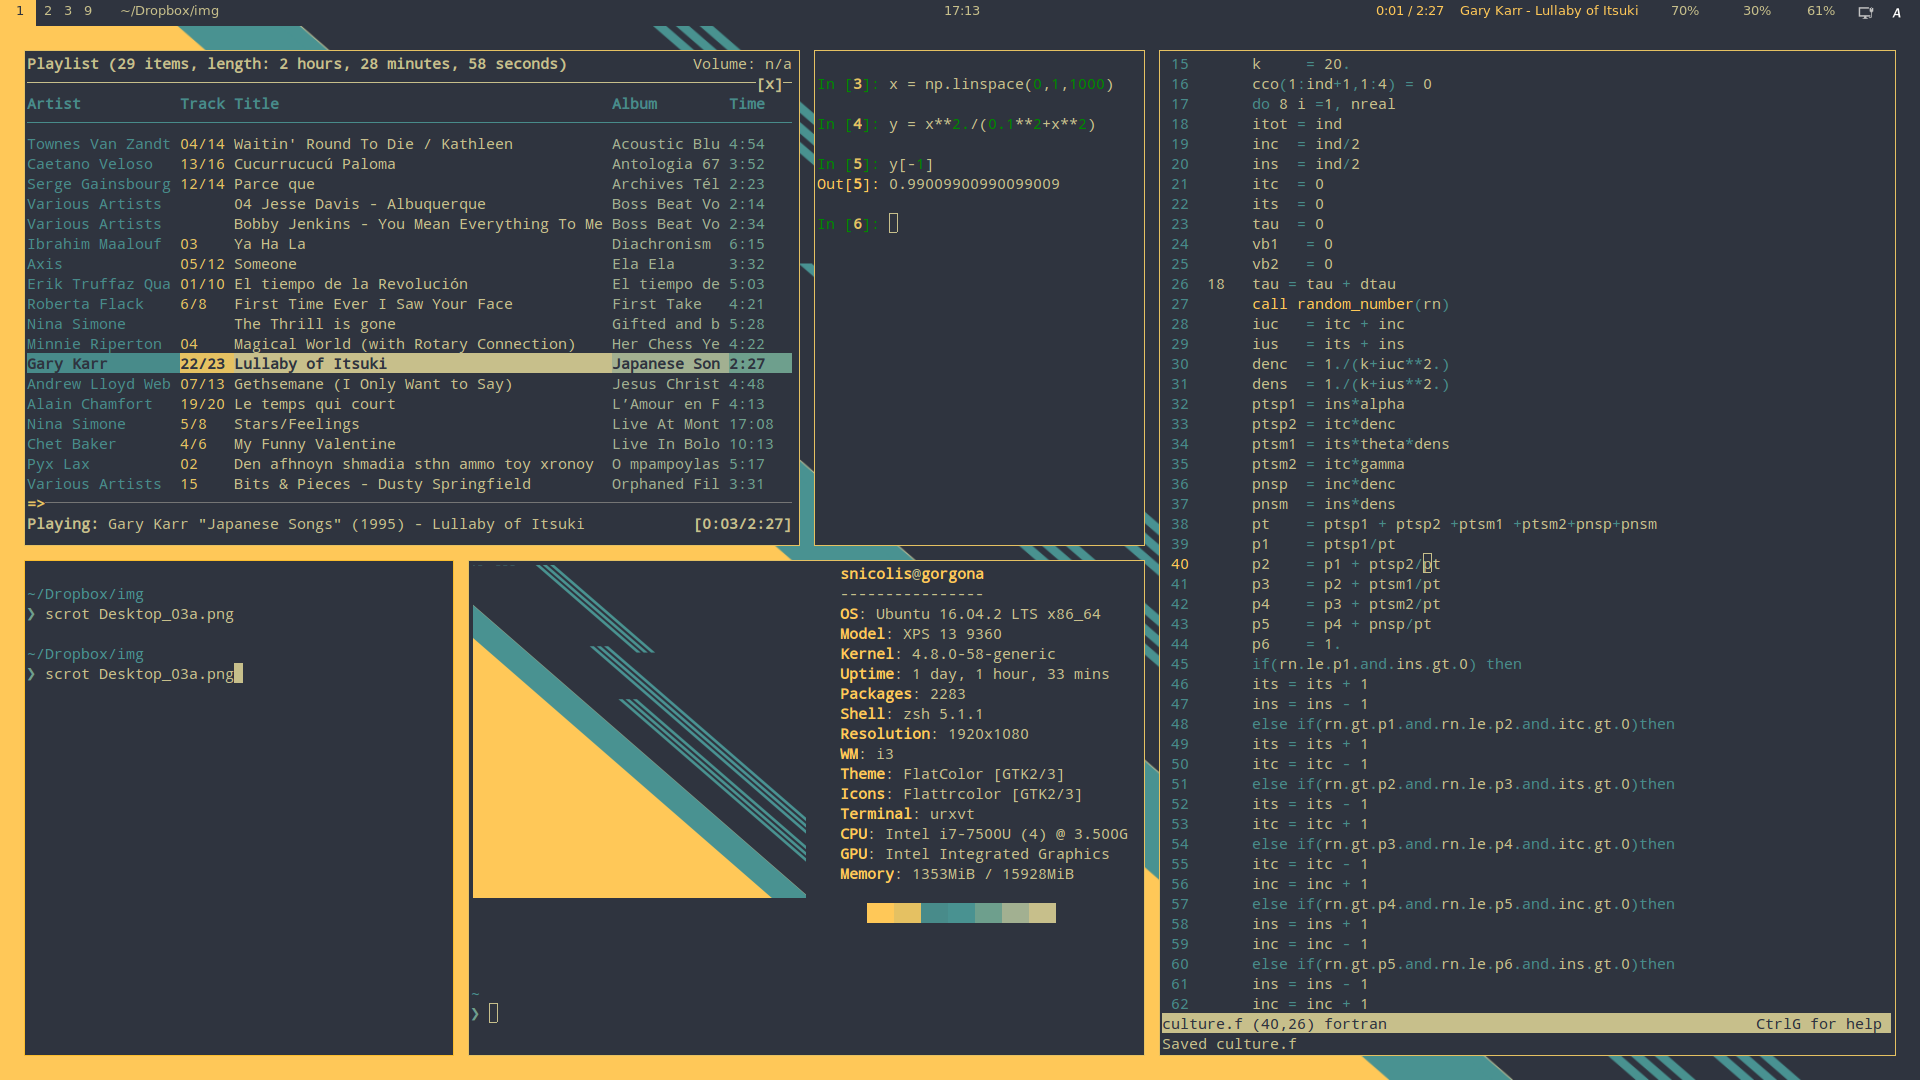 1 2 3 9 ~/Dropbox/img 17:13 0:01 / 2:27 Gary Karr - Lullaby of Itsuki 70% 30% 61% A
Playlist (29 items, length: 2 hours, 28 minutes, 58 seconds) Volume: n/a
[x]
Artist Track Title Album Time
Townes Van Zandt 04/14 Waitin' Round To Die / Kathleen Acoustic Blu 4:54
Caetano Veloso 13/16 Cucurrucucú Paloma Antologia 67 3:52
Serge Gainsbourg 12/14 Parce que Archives Tél 2:23
Various Artists 04 Jesse Davis - Albuquerque Boss Beat Vo 2:14
Various Artists Bobby Jenkins - You Mean Everything To Me Boss Beat Vo 2:34
Ibrahim Maalouf 03 Ya Ha La Diachronism 6:15
Axis 05/12 Someone Ela Ela 3:32
Erik Truffaz Qua 01/10 El tiempo de la Revolución El tiempo de 5:03
Roberta Flack 6/8 First Time Ever I Saw Your Face First Take 4:21
Nina Simone The Thrill is gone Gifted and b 5:28
Minnie Riperton 04 Magical World (with Rotary Connection) Her Chess Ye 4:22
Gary Karr 22/23 Lullaby of Itsuki Japanese Son 2:27
Andrew Lloyd Web 07/13 Gethsemane (I Only Want to Say) Jesus Christ 4:48
Alain Chamfort 19/20 Le temps qui court L’Amour en F 4:13
Nina Simone 5/8 Stars/Feelings Live At Mont 17:08
Chet Baker 4/6 My Funny Valentine Live In Bolo 10:13
Pyx Lax 02 Den afhnoyn shmadia sthn ammo toy xronoy O mpampoylas 5:17
Various Artists 15 Bits & Pieces - Dusty Springfield Orphaned Fil 3:31
=>
Playing: Gary Karr "Japanese Songs" (1995) - Lullaby of Itsuki [0:03/2:27]
In [3]: x = np.linspace(0,1,1000)
In [4]: y = x**2./(0.1**2+x**2)
In [5]: y[-1]
Out[5]: 0.99009900990099009
In [6]:
~/Dropbox/img
❯ scrot Desktop_03a.png
~/Dropbox/img
❯ scrot Desktop_03a.png
snicolis@gorgona
----------------
OS: Ubuntu 16.04.2 LTS x86_64
Model: XPS 13 9360
Kernel: 4.8.0-58-generic
Uptime: 1 day, 1 hour, 33 mins
Packages: 2283
Shell: zsh 5.1.1
Resolution: 1920x1080
WM: i3
Theme: FlatColor [GTK2/3]
Icons: Flattrcolor [GTK2/3]
Terminal: urxvt
CPU: Intel i7-7500U (4) @ 3.500G
GPU: Intel Integrated Graphics
Memory: 1353MiB / 15928MiB
~
❯
15 k = 20.
16 cco(1:ind+1,1:4) = 0
17 do 8 i =1, nreal
18 itot = ind
19 inc = ind/2
20 ins = ind/2
21 itc = 0
22 its = 0
23 tau = 0
24 vb1 = 0
25 vb2 = 0
26 18 tau = tau + dtau
27 call random_number(rn)
28 iuc = itc + inc
29 ius = its + ins
30 denc = 1./(k+iuc**2.)
31 dens = 1./(k+ius**2.)
32 ptsp1 = ins*alpha
33 ptsp2 = itc*denc
34 ptsm1 = its*theta*dens
35 ptsm2 = itc*gamma
36 pnsp = inc*denc
37 pnsm = ins*dens
38 pt = ptsp1 + ptsp2 +ptsm1 +ptsm2+pnsp+pnsm
39 p1 = ptsp1/pt
40 p2 = p1 + ptsp2/pt
41 p3 = p2 + ptsm1/pt
42 p4 = p3 + ptsm2/pt
43 p5 = p4 + pnsp/pt
44 p6 = 1.
45 if(rn.le.p1.and.ins.gt.0) then
46 its = its + 1
47 ins = ins - 1
48 else if(rn.gt.p1.and.rn.le.p2.and.itc.gt.0)then
49 its = its + 1
50 itc = itc - 1
51 else if(rn.gt.p2.and.rn.le.p3.and.its.gt.0)then
52 its = its - 1
53 itc = itc + 1
54 else if(rn.gt.p3.and.rn.le.p4.and.itc.gt.0)then
55 itc = itc - 1
56 inc = inc + 1
57 else if(rn.gt.p4.and.rn.le.p5.and.inc.gt.0)then
58 ins = ins + 1
59 inc = inc - 1
60 else if(rn.gt.p5.and.rn.le.p6.and.ins.gt.0)then
61 ins = ins - 1
62 inc = inc + 1
culture.f (40,26) fortran CtrlG for help
Saved culture.f